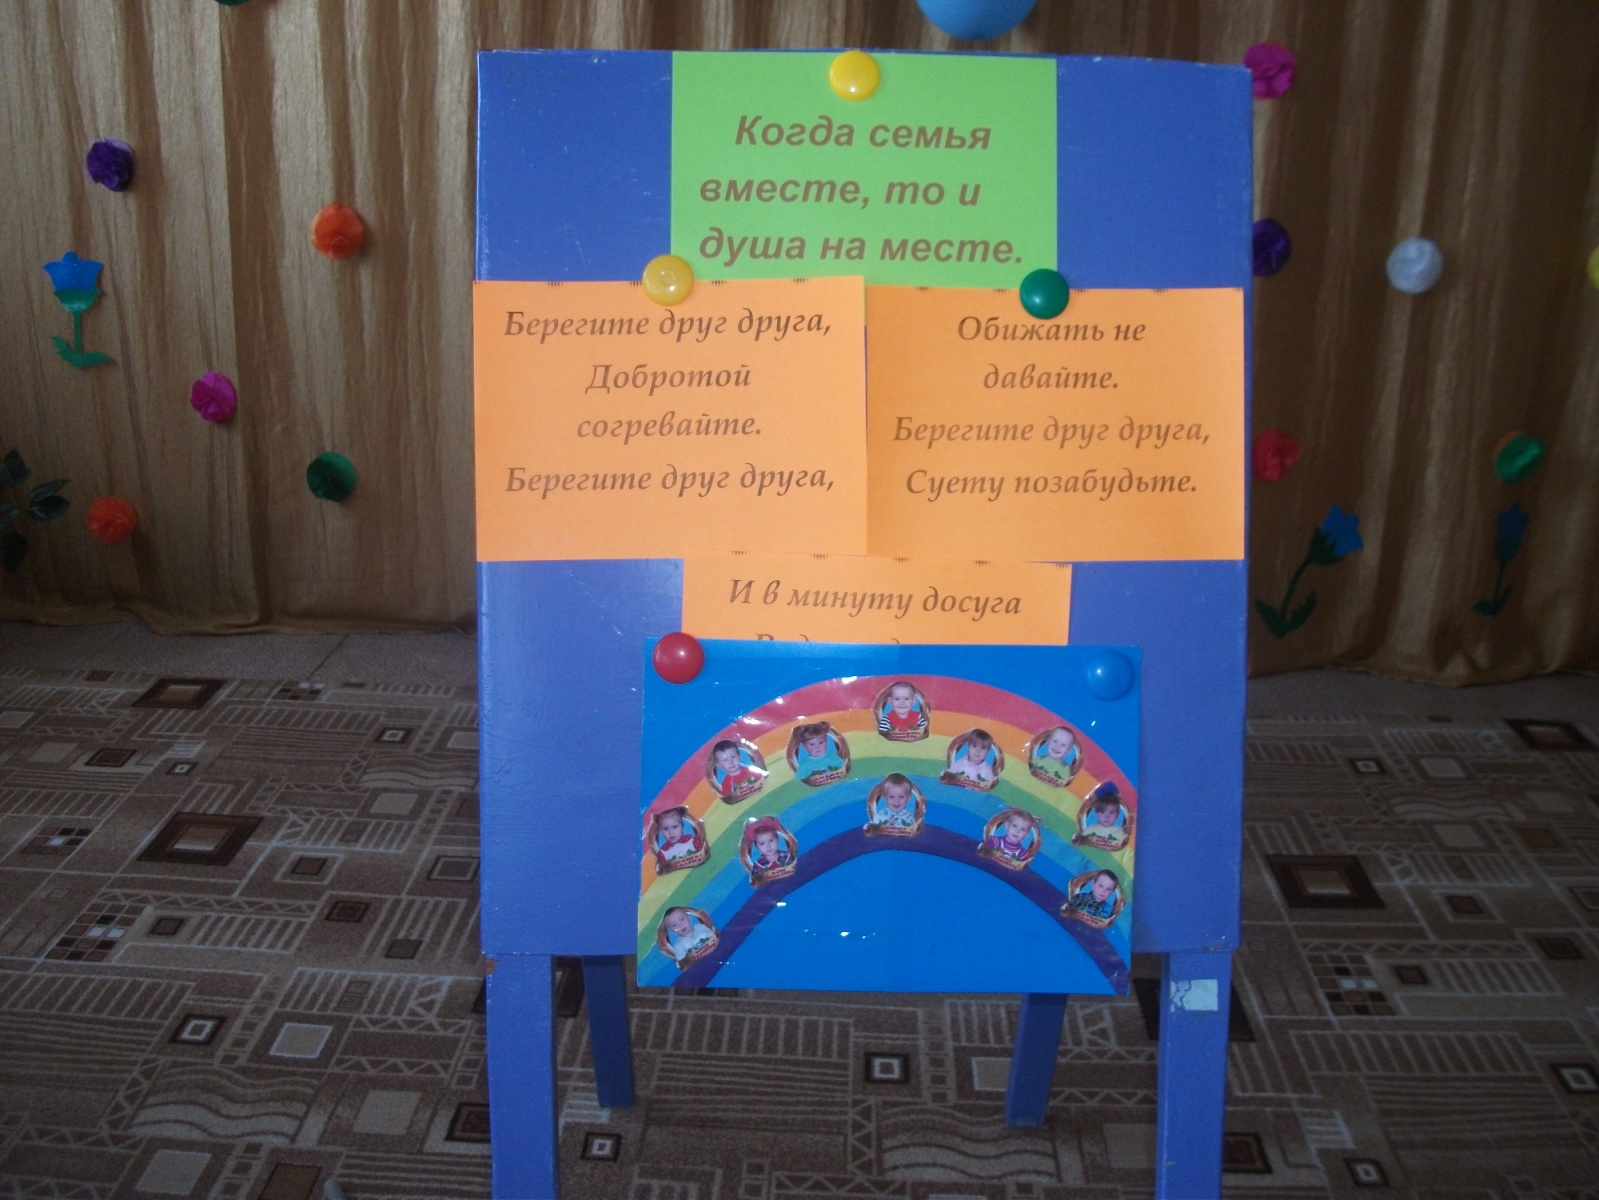 Когда семья
вместе, то и
душа на месте.
Берегите друг друга,
Добротой
согревайте.
Берегите друг друга,
Обижать не
давайте.
Берегите друг друга,
Суету позабудьте.
И в минуту досуга